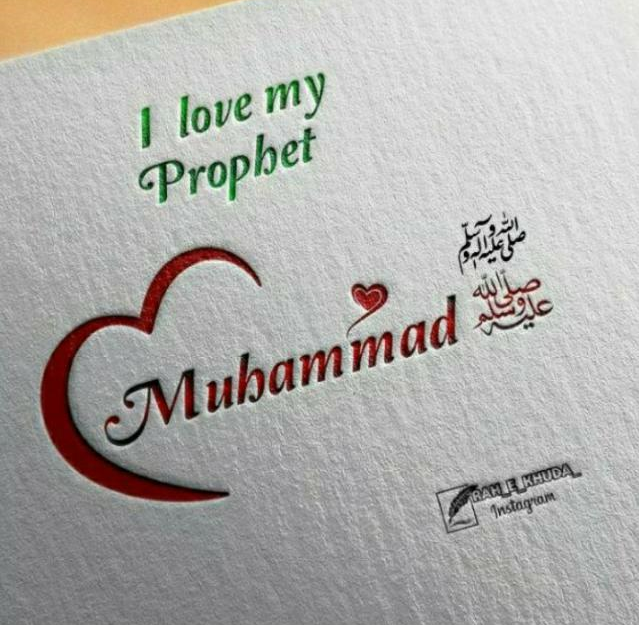 I love my
Prophet
صلى الله عليه وآله وسلم
Muhammad
صلى الله عليه وسلم
RAH_E_KHUDA_
Instagram